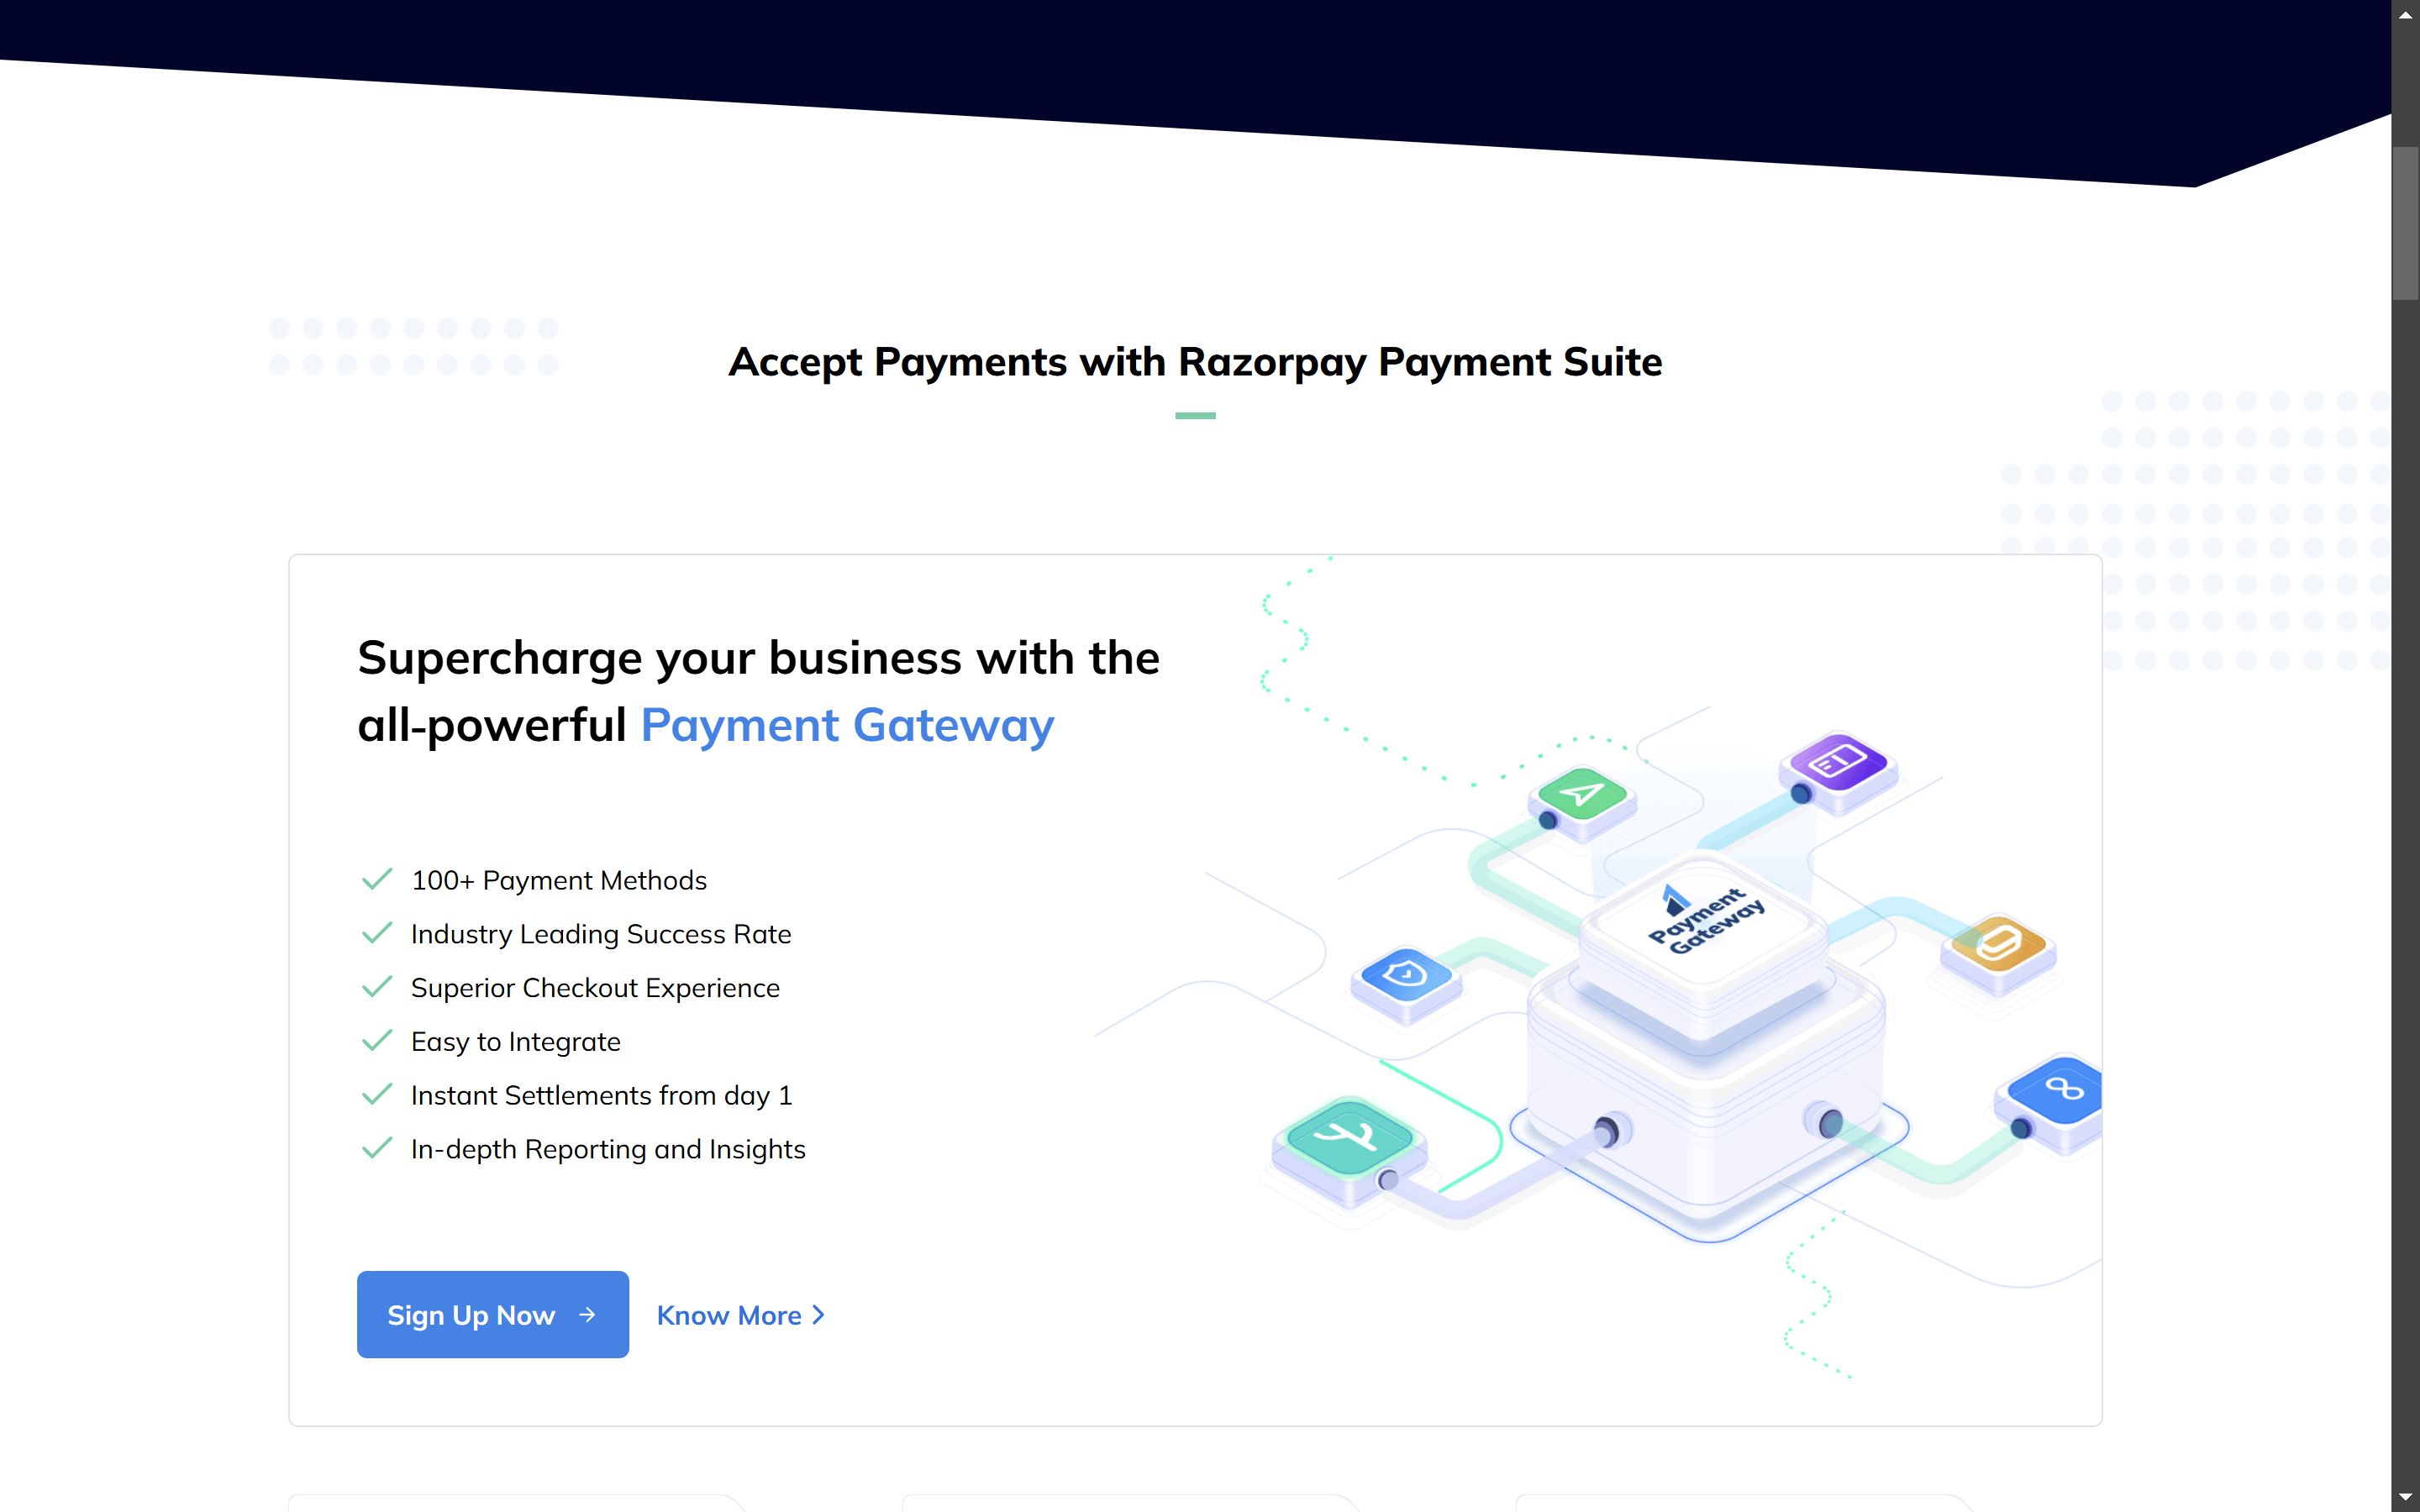 Accept Payments with Razorpay Payment Suite
Supercharge your business with the
all-powerful Payment Gateway
100+ Payment Methods
Industry Leading Success Rate
Superior Checkout Experience
Easy to Integrate
Instant Settlements from day 1
In-depth Reporting and Insights
Sign Up Now
Know More
Payment
Gateway